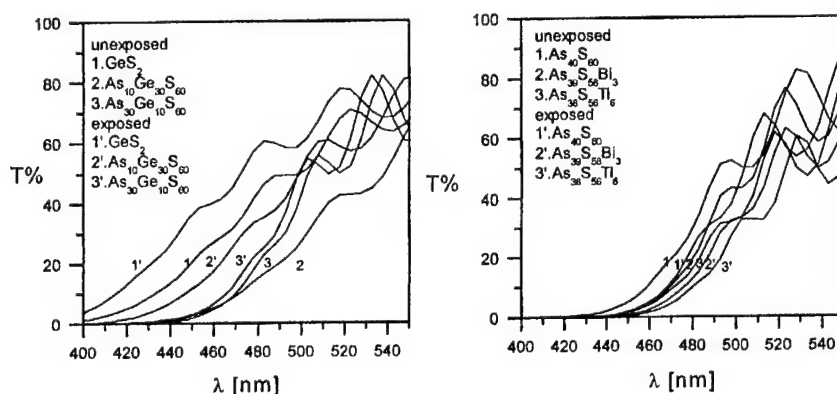 100
80
60
40
20
0
T%
unexposed
1.GeS2
2.As10Ge30S60
3.As30Ge10S60
exposed
1'.GeS2
2'.As10Ge30S60
3'.As30Ge10S60
1'
1
2'
3'
3
2
400 420 440 460 480 500 520 540
λ [nm]
100
80
60
40
20
0
T%
unexposed
1.As40S60
2.As39S58Bi3
3.As38S56Tl6
exposed
1'.As40S60
2'.As39S58Bi3
3'.As38S56Tl6
1
1'
2
3
2'
3'
400 420 440 460 480 500 520 540
λ [nm]